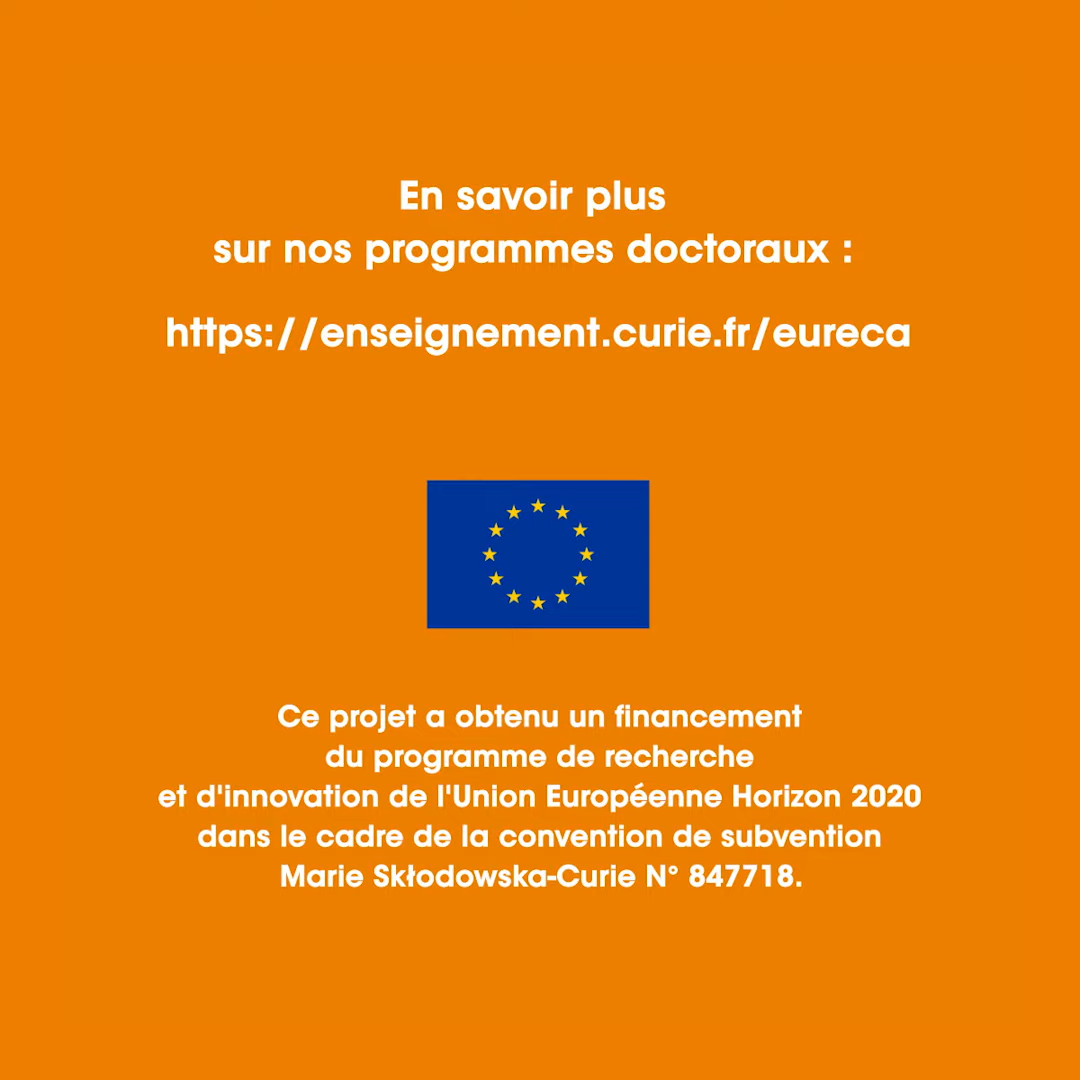 En savoir plus
sur nos programmes doctoraux :
https://enseignement.curie.fr/eureca
Ce projet a obtenu un financement
du programme de recherche
et d'innovation de l'Union Européenne Horizon 2020
dans le cadre de la convention de subvention
Marie Skłodowska-Curie N° 847718.